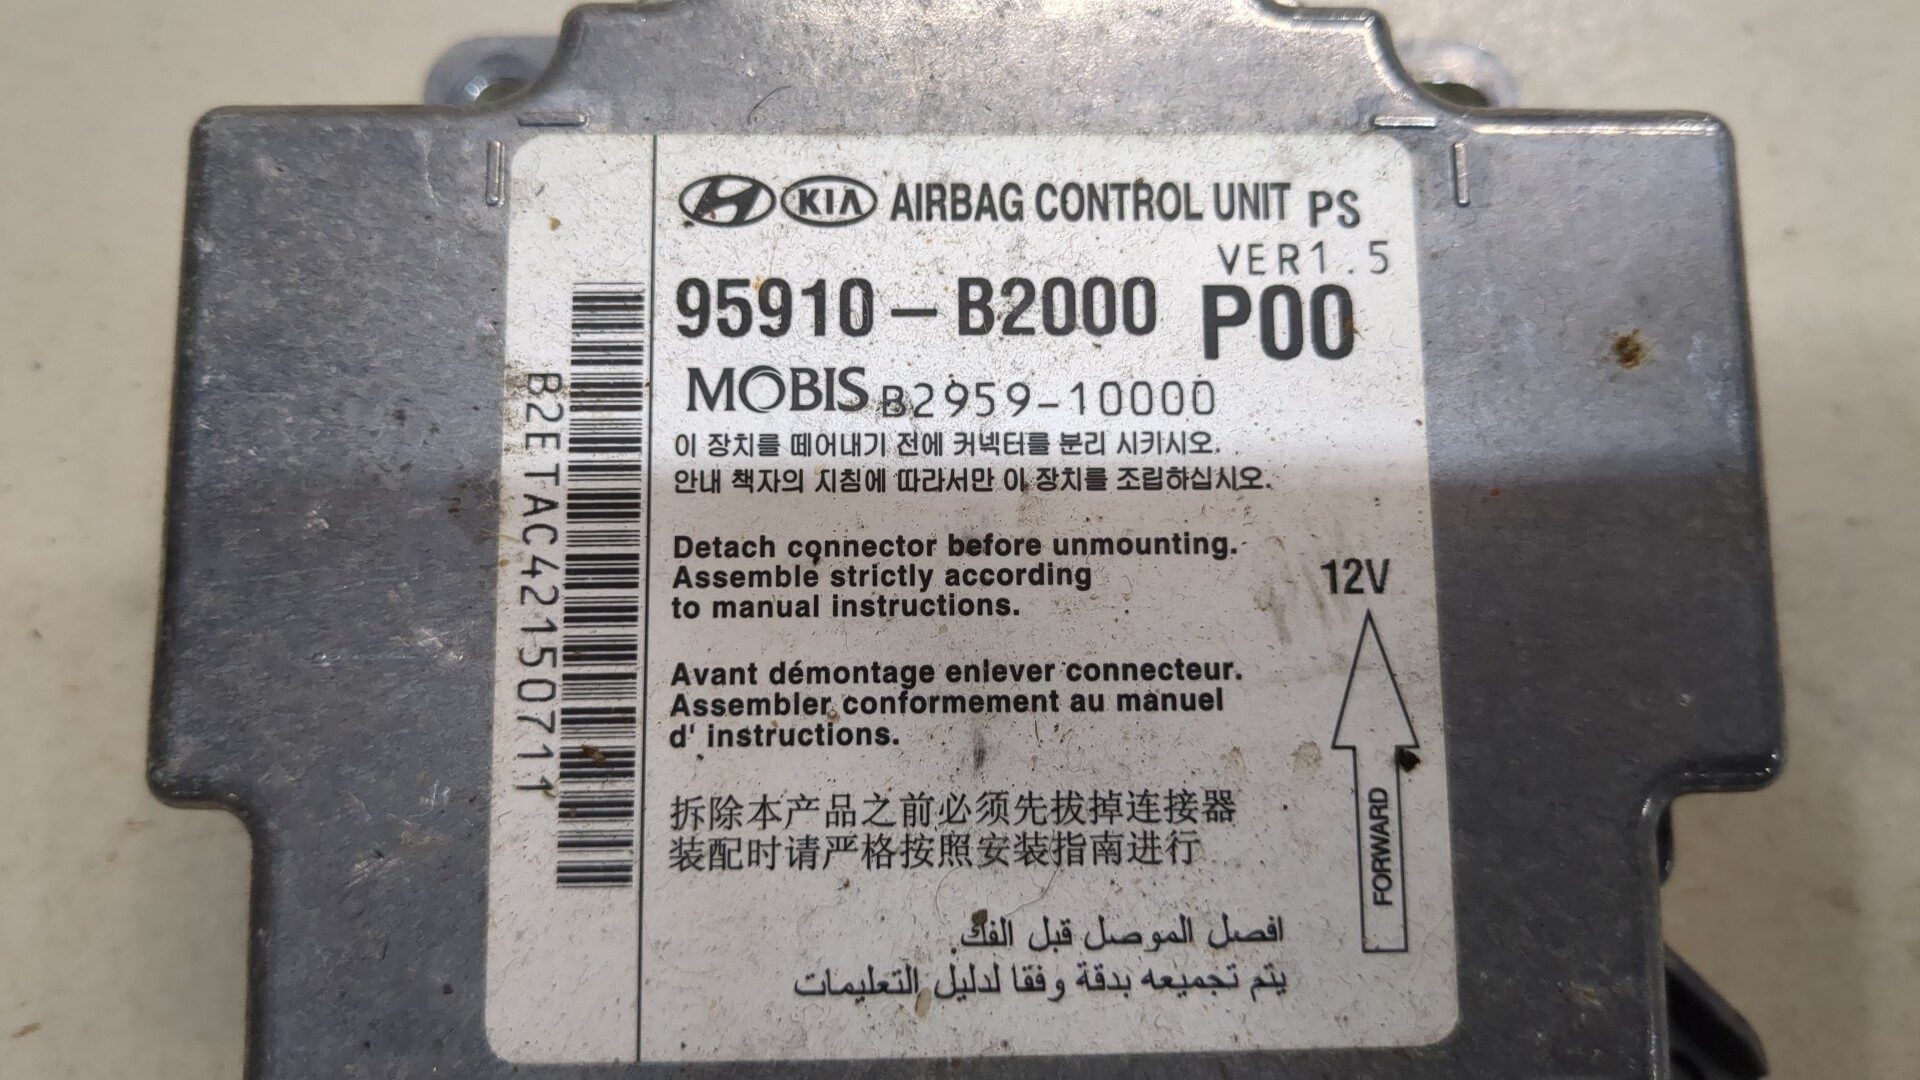 KIA AIRBAG CONTROL UNIT PS
VER1.5
95910-B2000 P00
MOBIS B2959-10000
이 장치를 떼어내기 전에 커넥터를 분리 시키시오.
안내 책자의 지침에 따라서만 이 장치를 조립하십시오.
Detach connector before unmounting.
Assemble strictly according
to manual instructions.
12V
Avant démontage enlever connecteur.
Assembler conformement au manuel
d' instructions.
FORWARD
拆除本产品之前必须先拔掉连接器
装配时请严格按照安装指南进行
افصل الموصل قبل الفك.
يتم تجميعه بدقة وفقا لدليل التعليمات
B2ETAC42150711